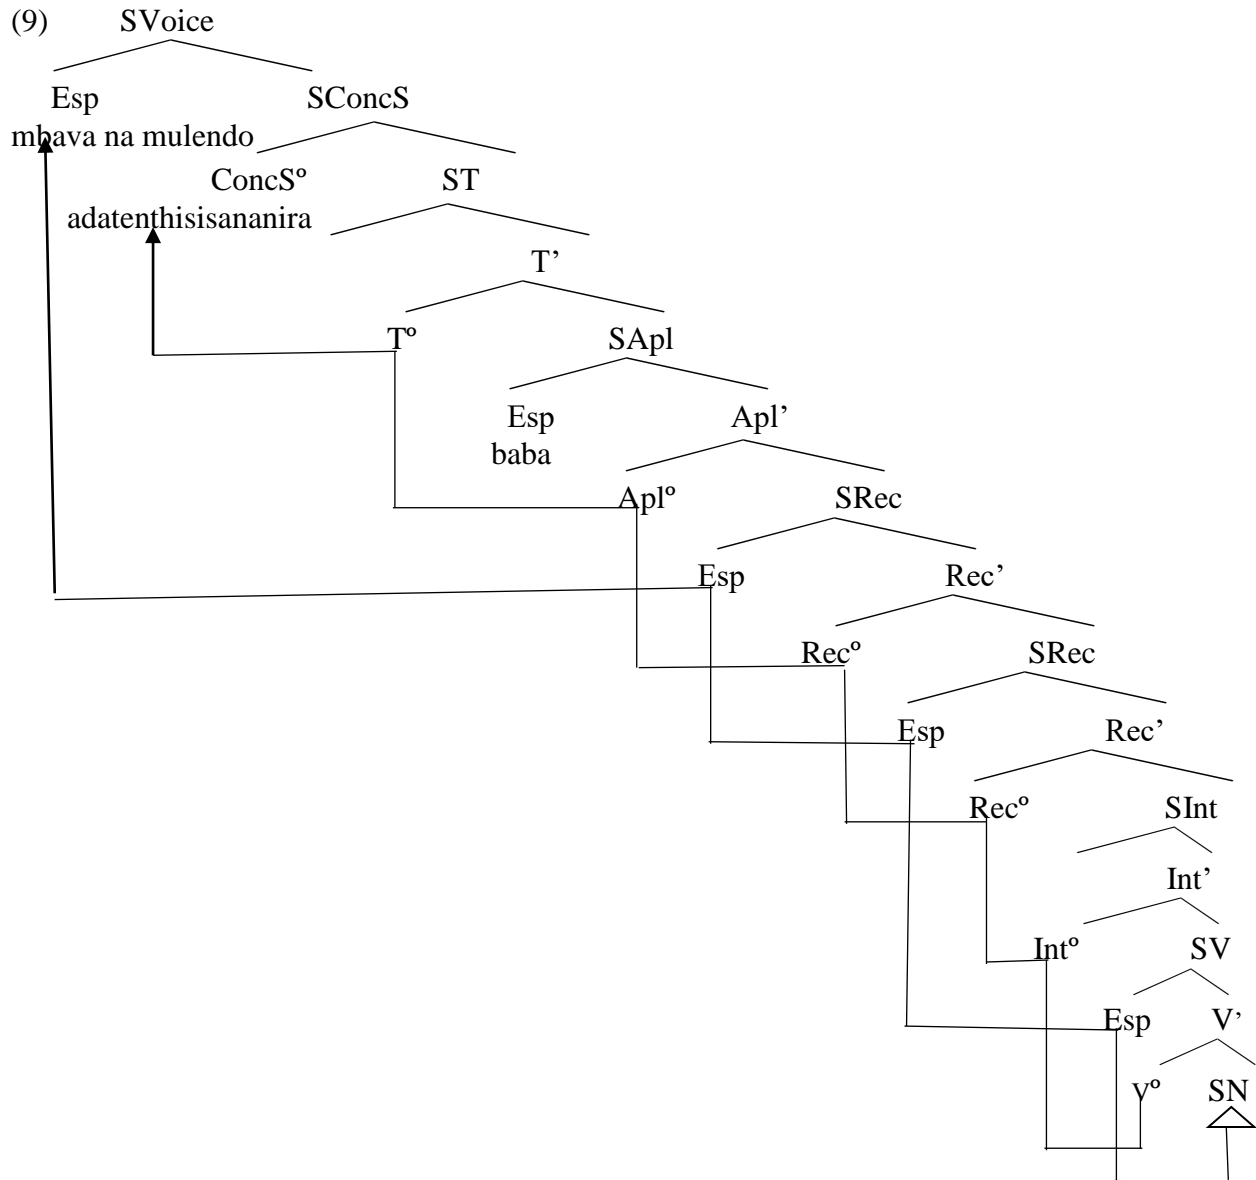 (9) SVoice
Esp SConcS
mbava na mulendo
ConcSº ST
adatenthisisananira
T’
Tº SApl
Esp Apl’
baba
Aplº SRec
Esp Rec’
Recº SRec
Esp Rec’
Recº SInt
Int’
Intº SV
Esp V’
Vº SN